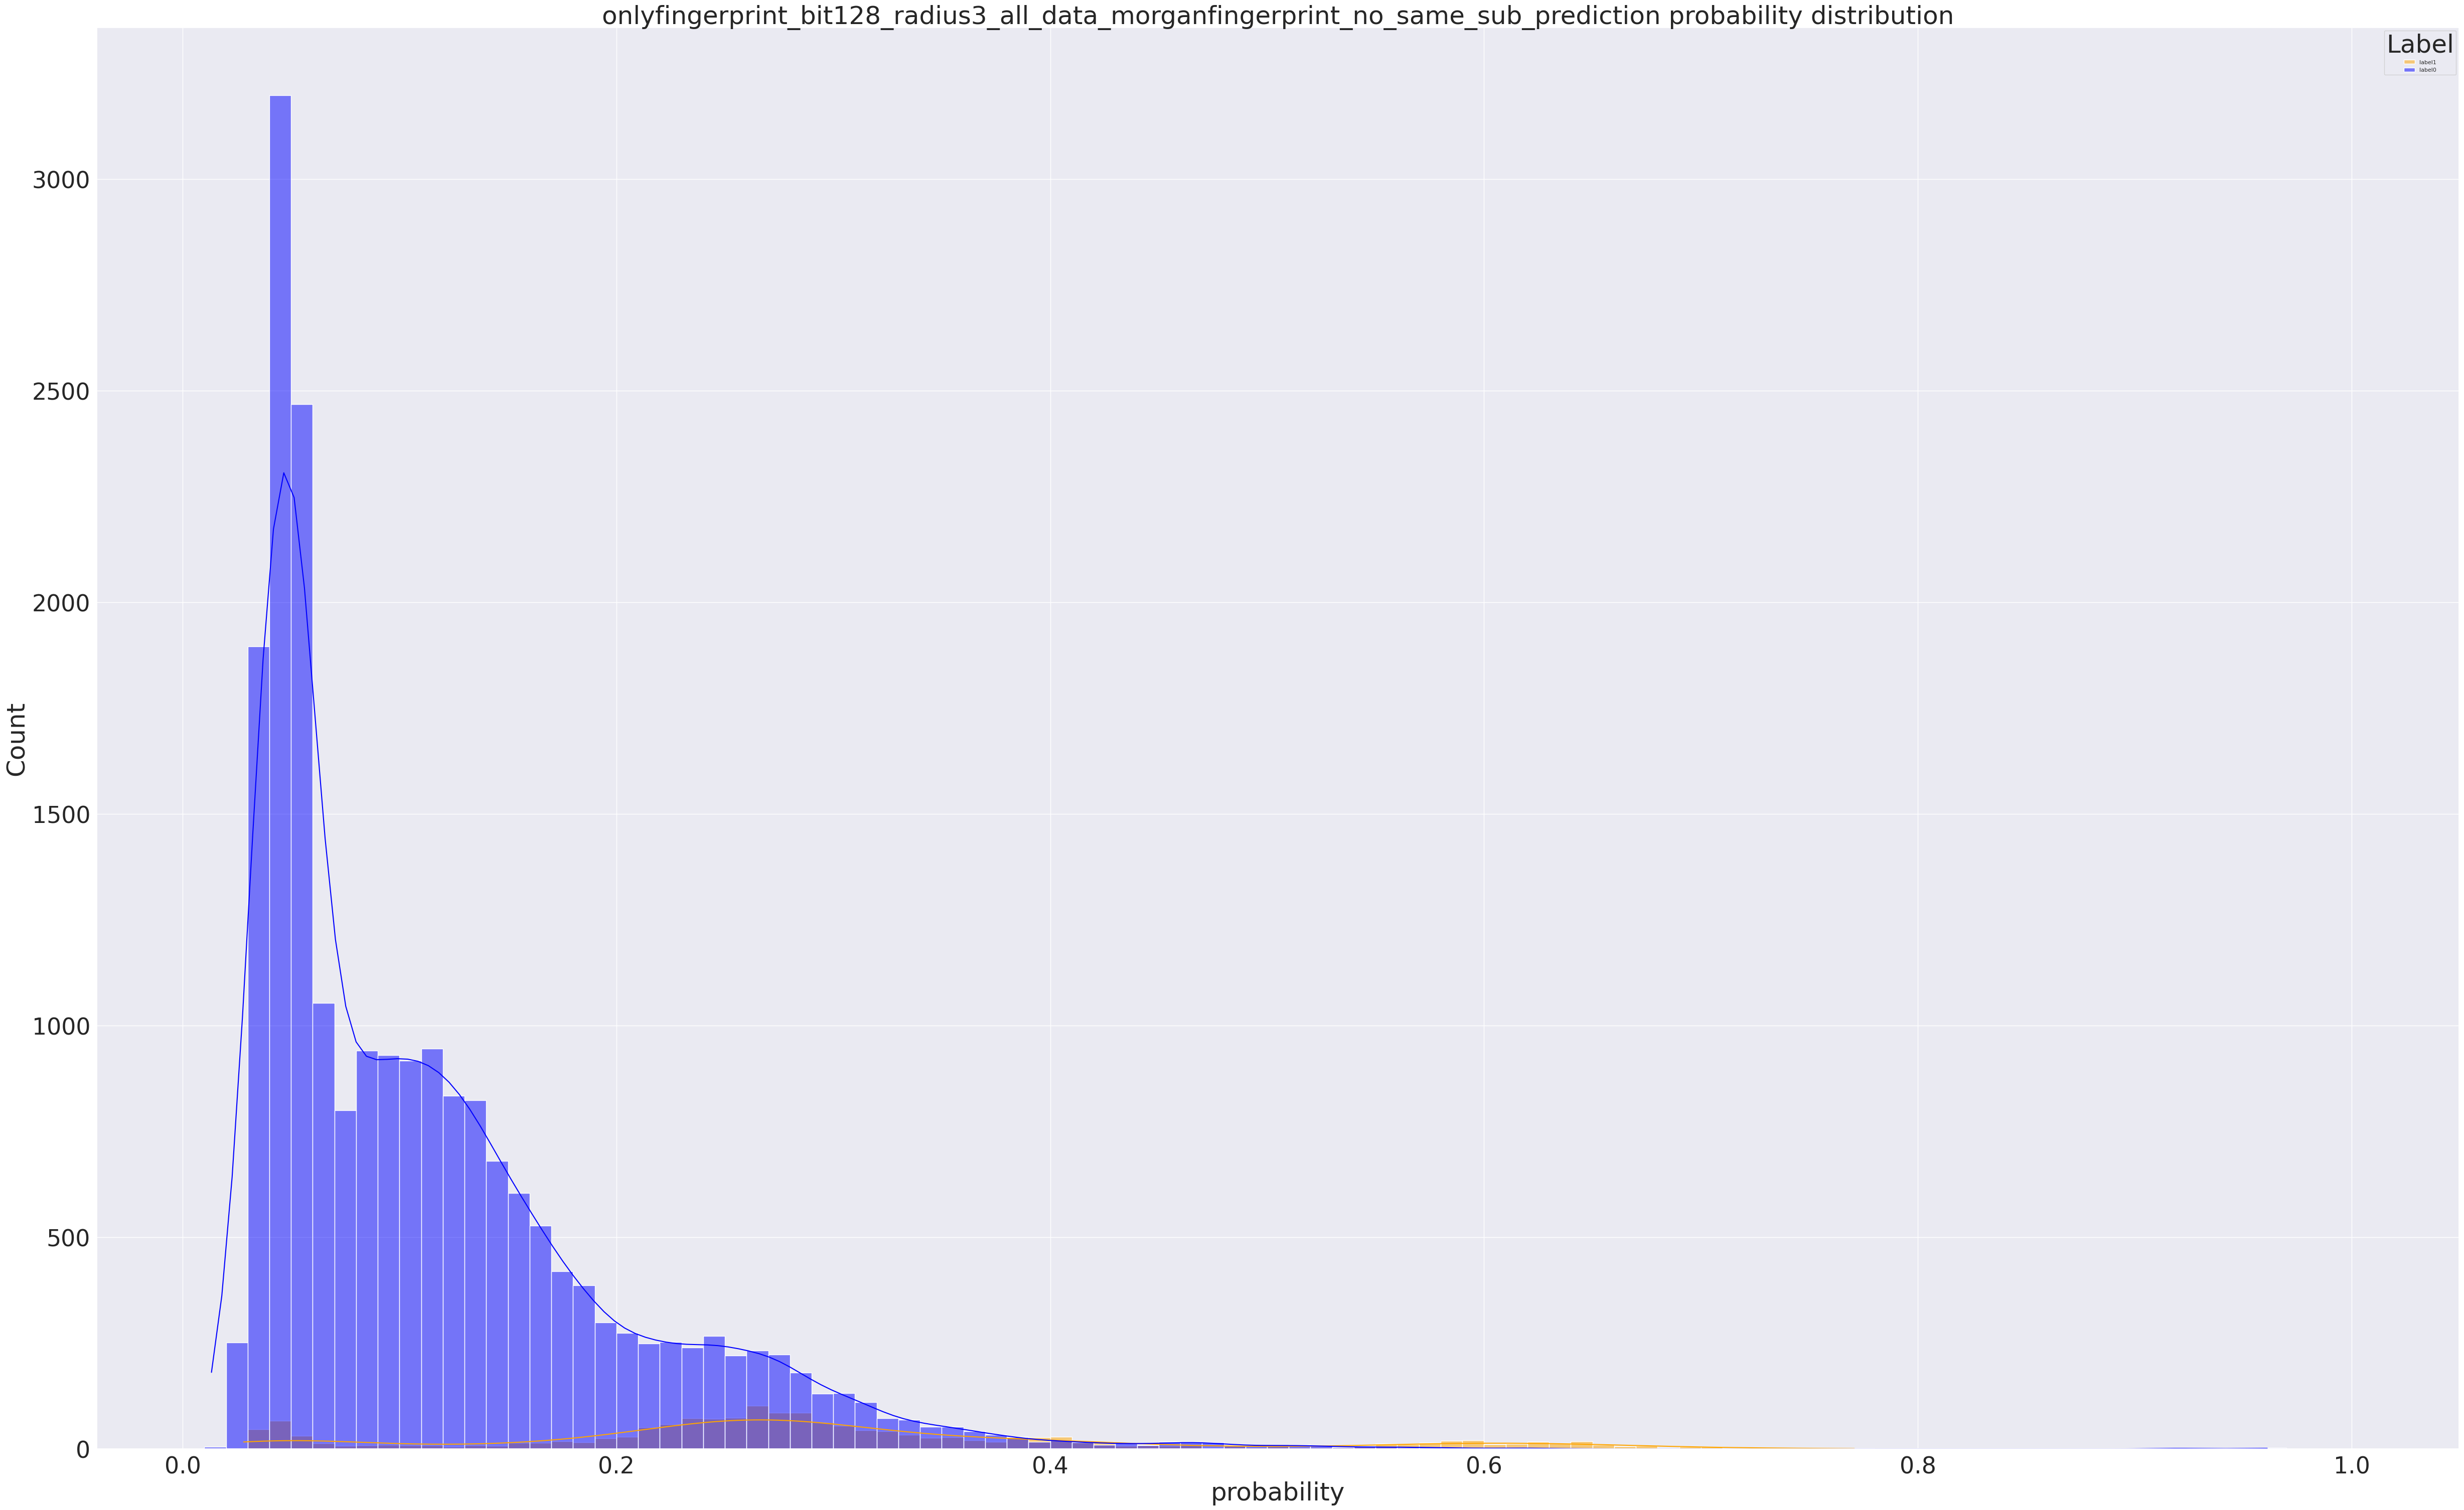 onlyfingerprint_bit128_radius3_all_data_morganfingerprint_no_same_sub_prediction probability distribution
Label
label1
label0
3000
2500
2000
1500
1000
500
0
Count
0.0 0.2 0.4 0.6 0.8 1.0
probability